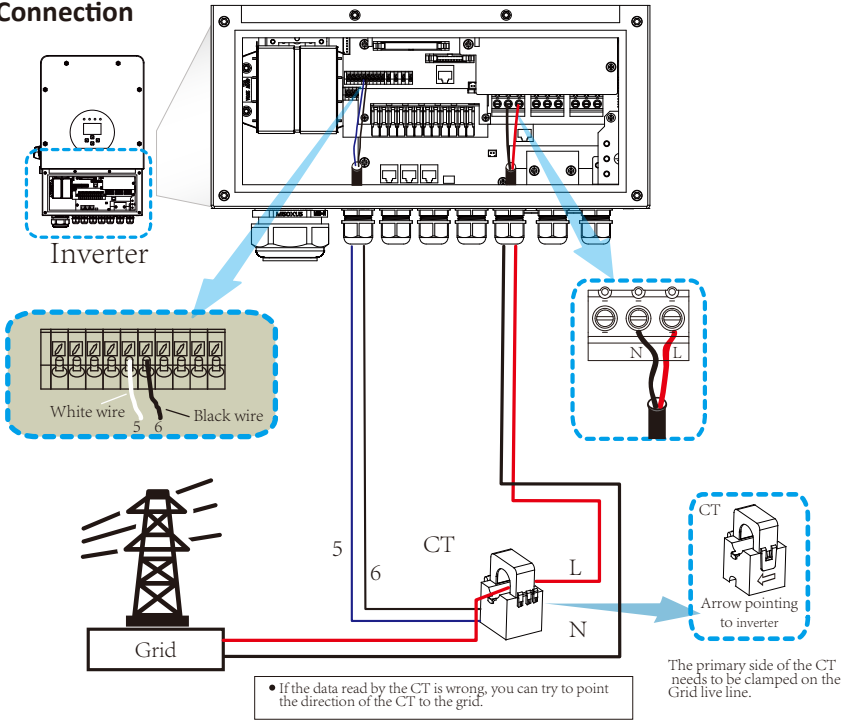 Connection
Inverter
White wire
5
6
Black wire
N
L
5
6
CT
L
N
Grid
CT
Arrow pointing
to inverter
The primary side of the CT
needs to be clamped on the
Grid live line.
• If the data read by the CT is wrong, you can try to point
the direction of the CT to the grid.